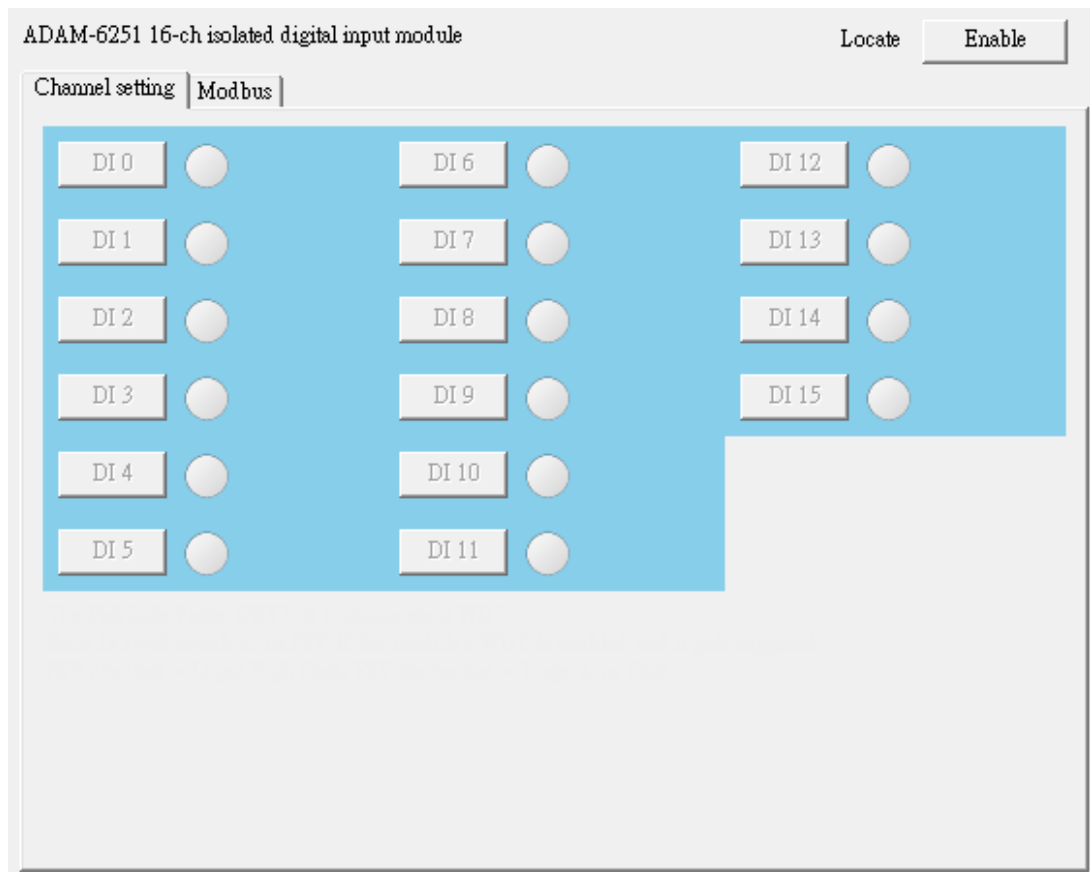 ADAM-6251 16-ch isolated digital input module
Locate Enable
Channel setting Modbus
DI 0 DI 6 DI 12
DI 1 DI 7 DI 13
DI 2 DI 8 DI 14
DI 3 DI 9 DI 15
DI 4 DI 10
DI 5 DI 11